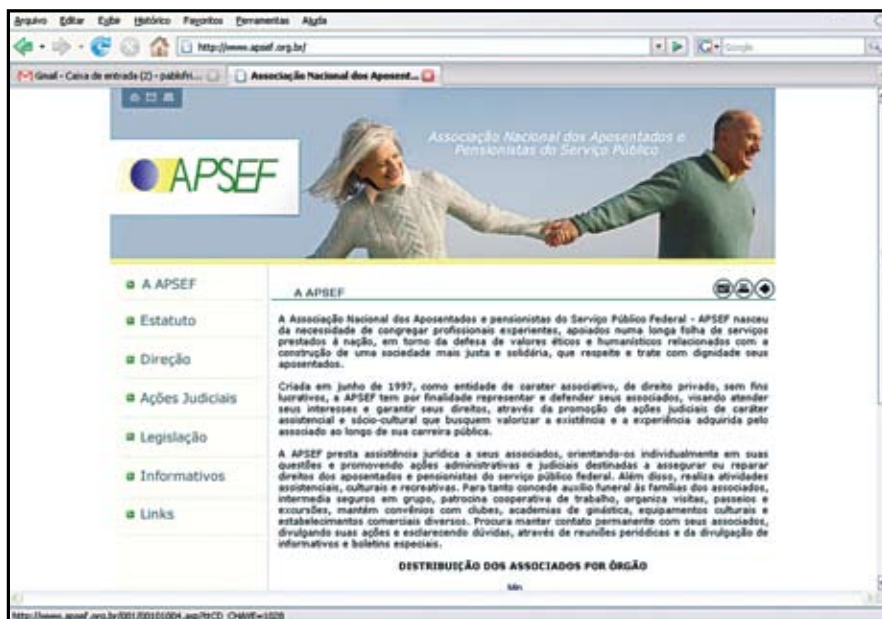 Arquivo Editar Exibir Histórico Favoritos Ferramentas Ajuda
http://www.apsef.org.br/
Google
Gmail - Caixa de entrada (2) - pablofri...
Associação Nacional dos Aposent...
Associação Nacional dos Aposentados e
Pensionistas do Serviço Público
APSEF
A APSEF
Estatuto
Direção
Ações Judiciais
Legislação
Informativos
Links
A APSEF
A Associação Nacional dos Aposentados e pensionistas do Serviço Público Federal - APSEF nasceu
da necessidade de congregar profissionais experientes, apoiados numa longa folha de serviços
prestados à nação, em torno da defesa de valores éticos e humanísticos relacionados com a
construção de uma sociedade mais justa e solidária, que respeite e trate com dignidade seus
aposentados.
Criada em junho de 1997, como entidade de carater associativo, de direito privado, sem fins
lucrativos, a APSEF tem por finalidade representar e defender seus associados, visando atender
seus interesses e garantir seus direitos, através da promoção de ações judiciais de caráter
assistencial e sócio-cultural que busquem valorizar a existência e a experiência adquirida pelo
associado ao longo de sua carreira pública.
A APSEF presta assistência jurídica a seus associados, orientando-os individualmente em suas
questões e promovendo ações administrativas e judiciais destinadas a assegurar ou reparar
direitos dos aposentados e pensionistas do serviço público federal. Além disso, realiza atividades
assistenciais, culturais e recreativas. Para tanto concede auxílio funeral às famílias dos associados,
intermedia seguros em grupo, patrocina cooperativa de trabalho, organiza visitas, passeios e
excursões, mantém convênios com clubes, academias de ginástica, equipamentos culturais e
estabelecimentos comerciais diversos. Procura manter contato permanente com seus associados,
divulgando suas ações e esclarecendo dúvidas, através de reuniões periódicas e da divulgação de
informativos e boletins especiais.
DISTRIBUIÇÃO DOS ASSOCIADOS POR ÓRGÃO